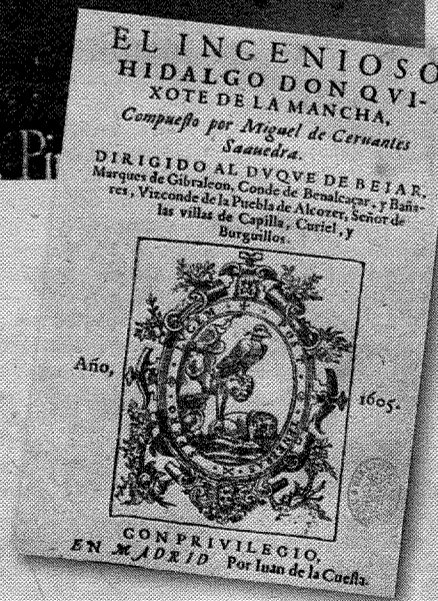 EL INGENIOSO
HIDALGO DON QVI-
XOTE DE LA MANCHA,
Compuesto por Miguel de Ceruantes
Saauedra.
DIRIGIDO AL DVQVE DE BEIAR,
Marques de Gibraleon, Conde de Benalcaçar, y Baña-
res, Vizconde de la Puebla de Alcozer, Señor de
las villas de Capilla, Curiel, y
Burguillos.
Año, 1605.
CON PRIVILEGIO,
EN MADRID Por Iuan de la Cuesta.